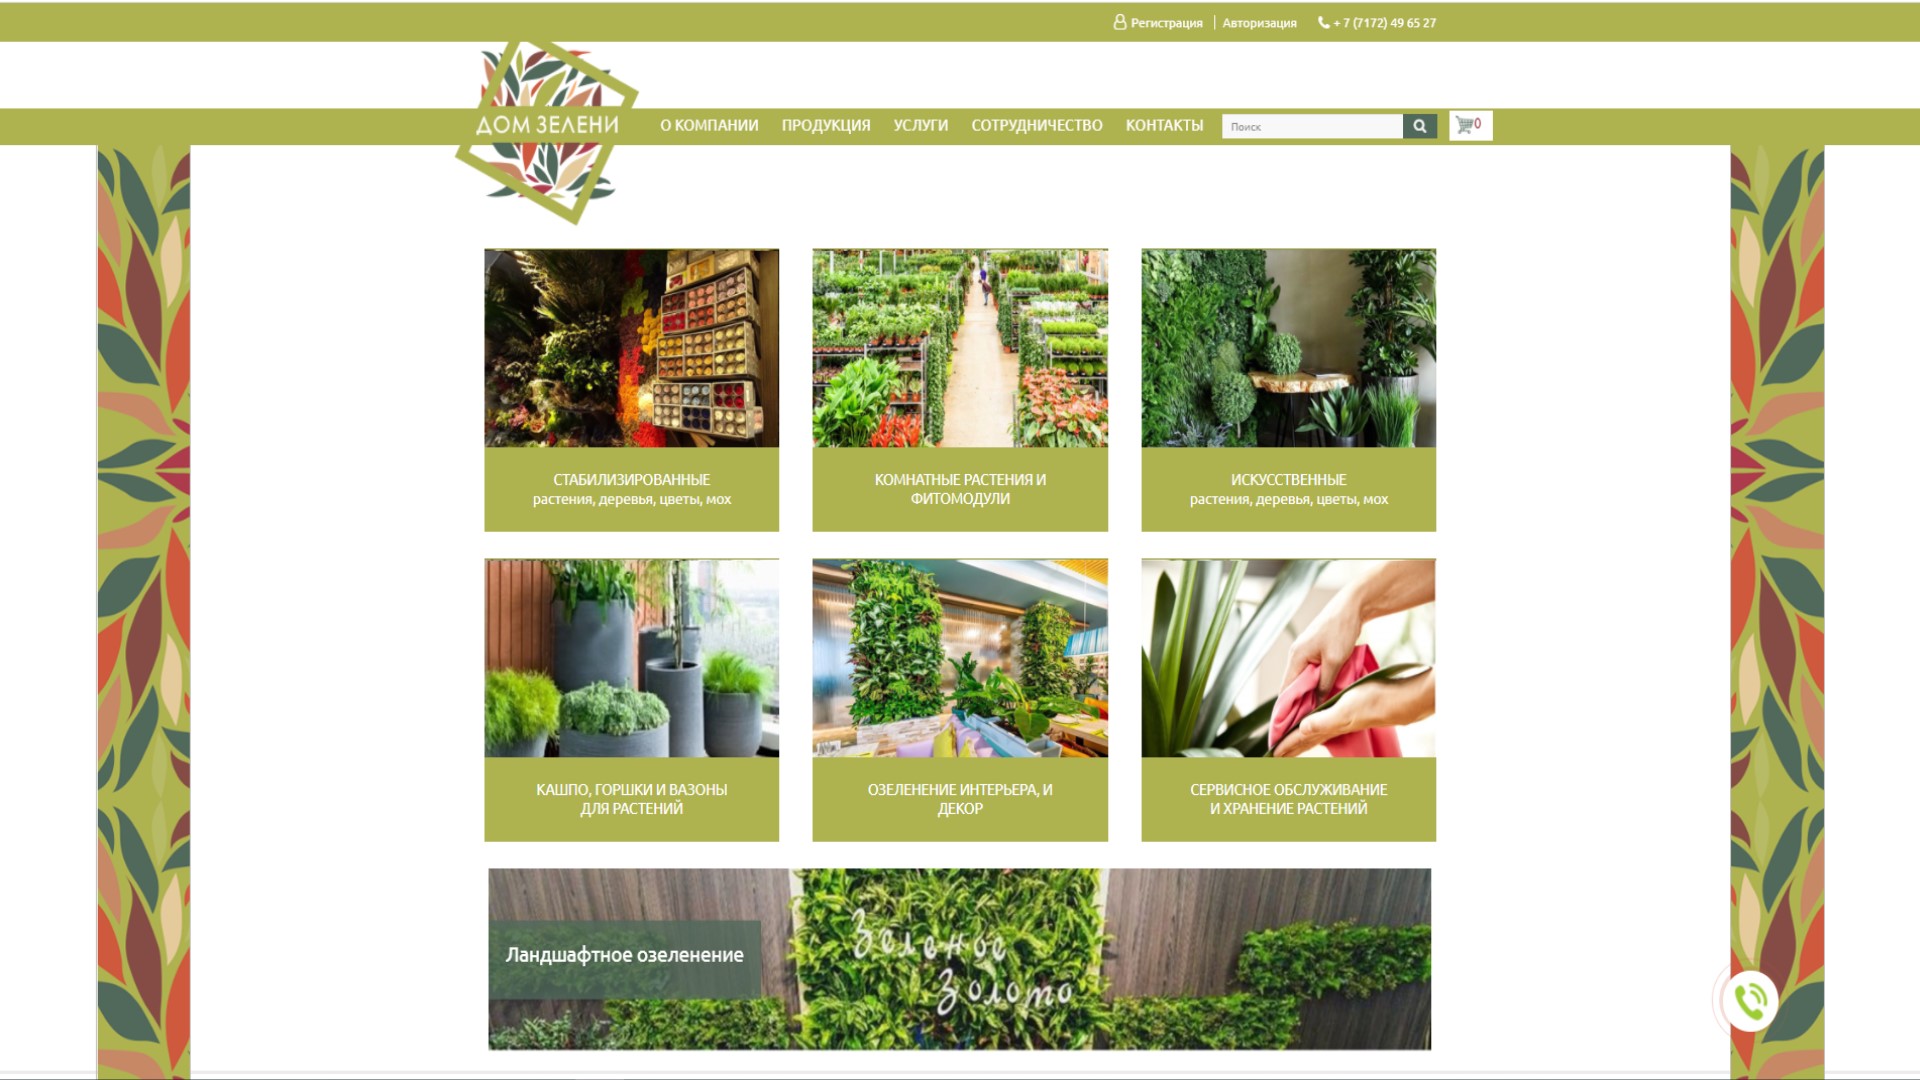 Регистрация
Авторизация
+ 7 (7172) 49 65 27
ДОМ ЗЕЛЕНИ
О КОМПАНИИ
ПРОДУКЦИЯ
УСЛУГИ
СОТРУДНИЧЕСТВО
КОНТАКТЫ
Поиск
0
СТАБИЛИЗИРОВАННЫЕ
растения, деревья, цветы, мох
КОМНАТНЫЕ РАСТЕНИЯ И
ФИТОМОДУЛИ
ИСКУССТВЕННЫЕ
растения, деревья, цветы, мох
КАШПО, ГОРШКИ И ВАЗОНЫ
ДЛЯ РАСТЕНИЙ
ОЗЕЛЕНЕНИЕ ИНТЕРЬЕРА, И
ДЕКОР
СЕРВИСНОЕ ОБСЛУЖИВАНИЕ
И ХРАНЕНИЕ РАСТЕНИЙ
Ландшафтное озеленение
Зеленое
Золото